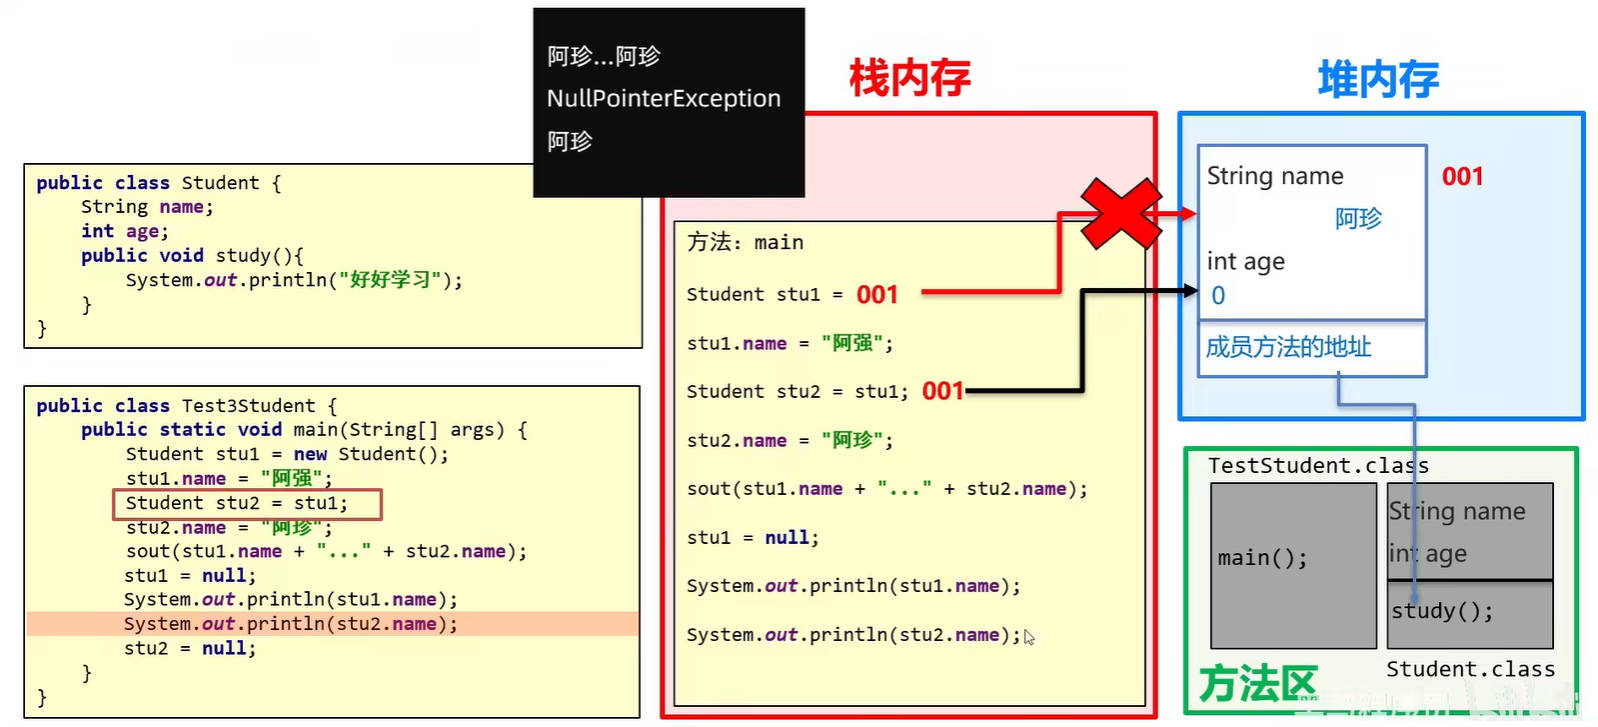 阿珍...阿珍
NullPointerException
阿珍
public class Student {
String name;
int age;
public void study(){
System.out.println("好好学习");
}
}
public class Test3Student {
public static void main(String[] args) {
Student stu1 = new Student();
stu1.name = "阿强";
Student stu2 = stu1;
stu2.name = "阿珍";
sout(stu1.name + "..." + stu2.name);
stu1 = null;
System.out.println(stu1.name);
System.out.println(stu2.name);
stu2 = null;
}
}
栈内存
方法：main
Student stu1 = 001
stu1.name = "阿强";
Student stu2 = stu1; 001
stu2.name = "阿珍";
sout(stu1.name + "..." + stu2.name);
stu1 = null;
System.out.println(stu1.name);
System.out.println(stu2.name);
堆内存
String name
001
阿珍
int age
0
成员方法的地址
TestStudent.class
main();
String name
int age
study();
Student.class
方法区